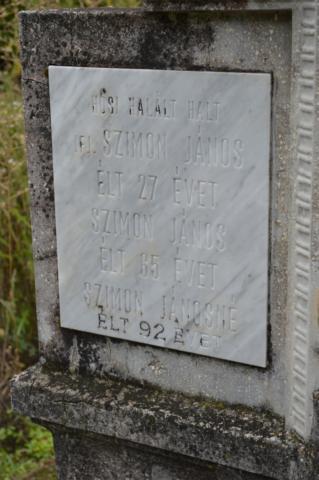 HŐSI HALÁLT HALT
ifj. SZIMON JÁNOS
ÉLT 27 ÉVET
SZIMON JÁNOS
ÉLT 65 ÉVET
SZIMON JÁNOSNÉ
ÉLT 92 ÉVET